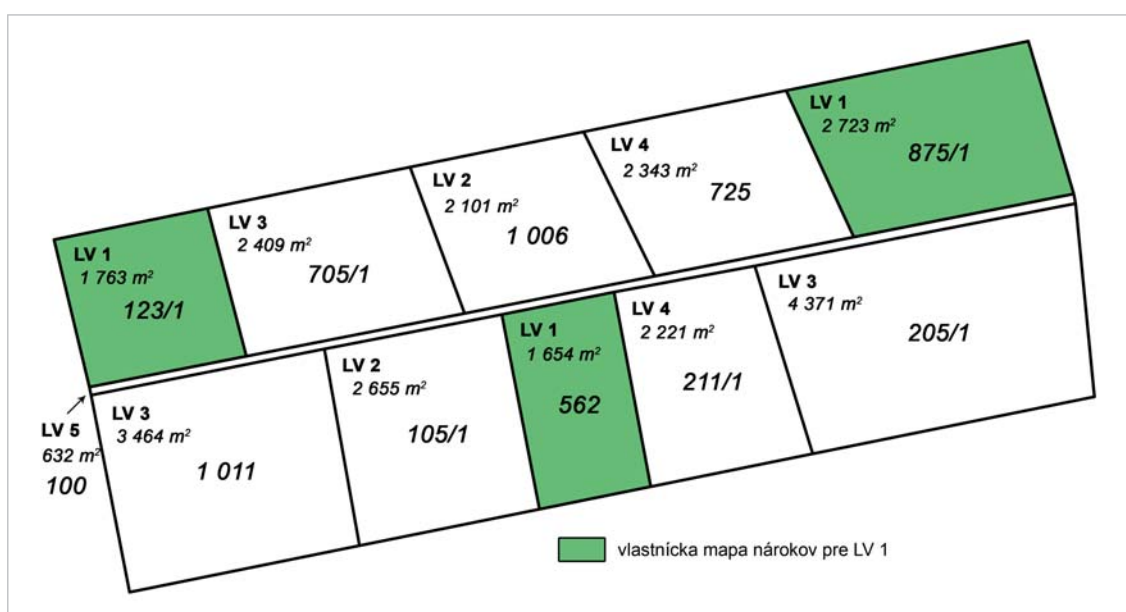 LV 1
1 763 m²
123/1
LV 3
2 409 m²
705/1
LV 2
2 101 m²
1 006
LV 4
2 343 m²
725
LV 1
2 723 m²
875/1
LV 5
632 m²
100
LV 3
3 464 m²
1 011
LV 2
2 655 m²
105/1
LV 1
1 654 m²
562
LV 4
2 221 m²
211/1
LV 3
4 371 m²
205/1
vlastnícka mapa nárokov pre LV 1